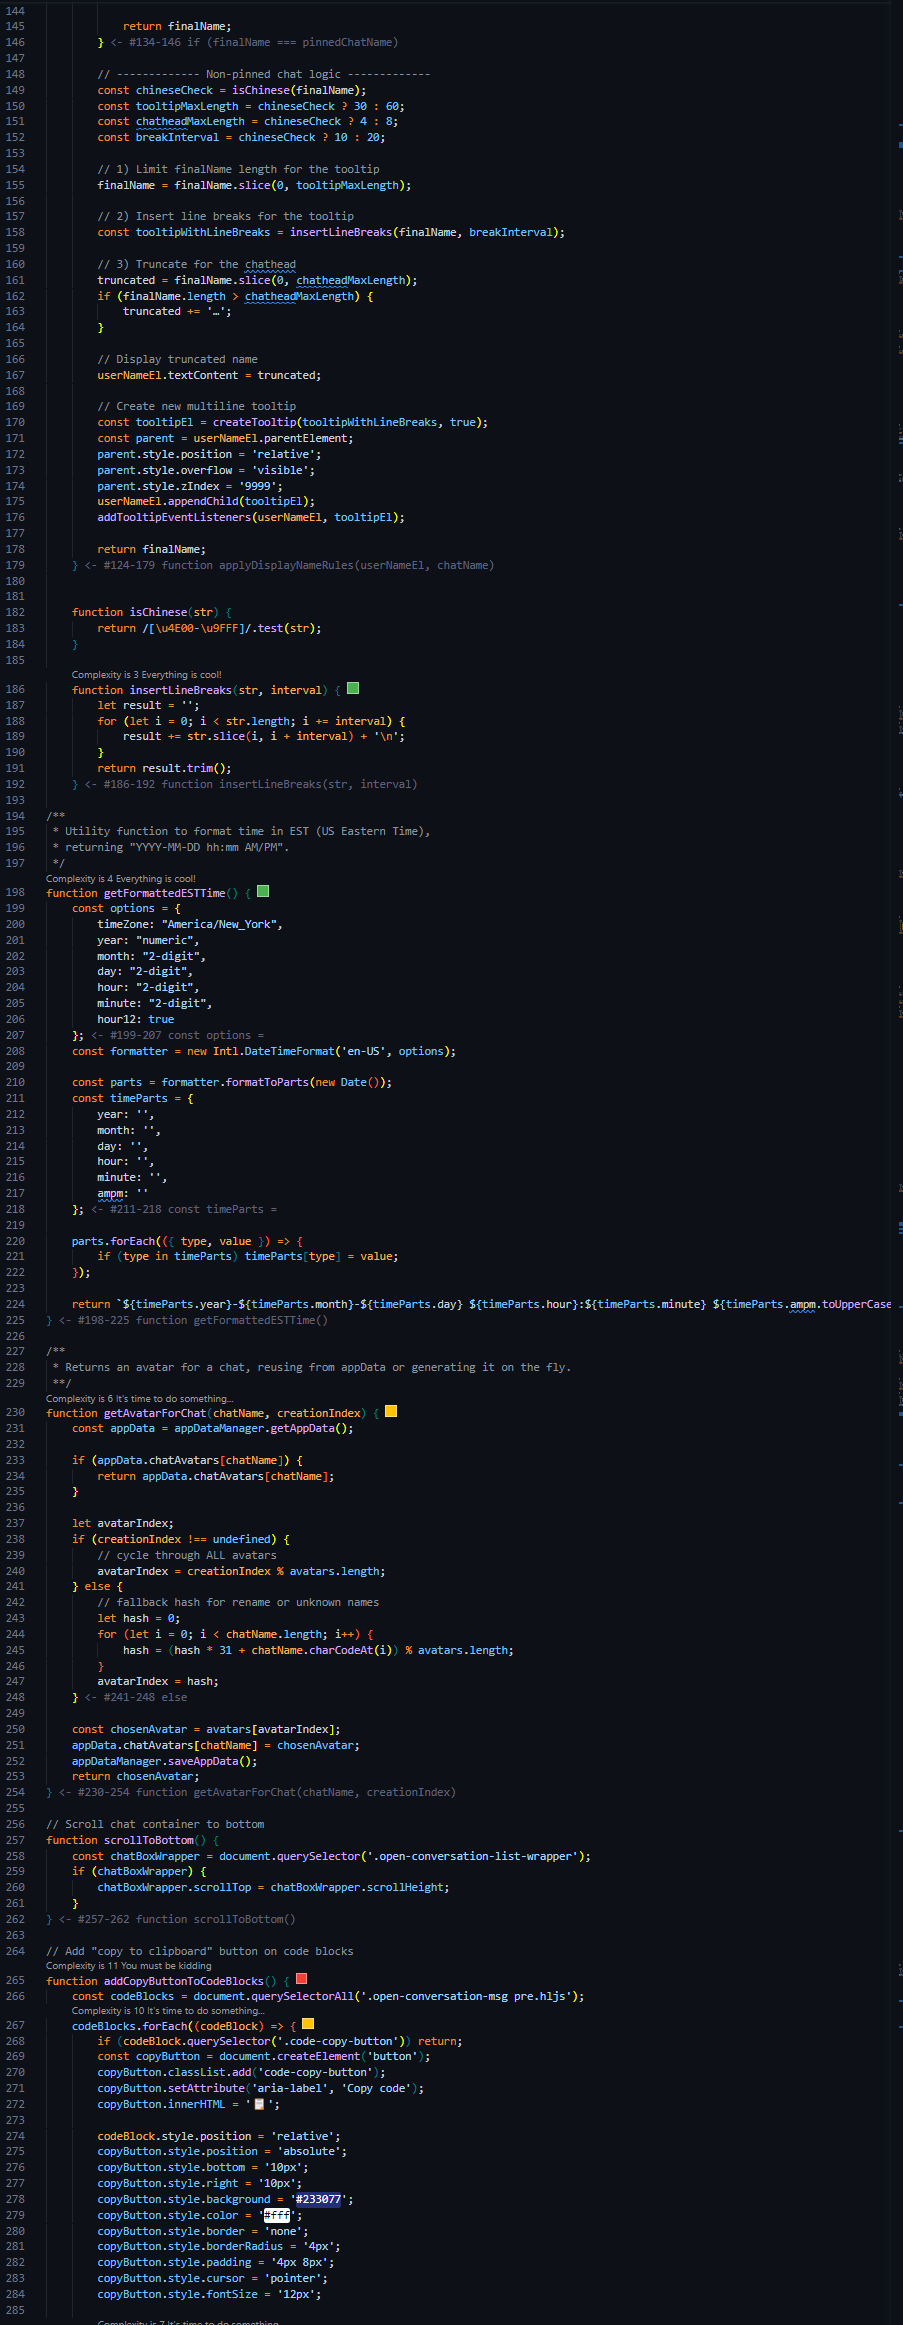 144
145 return finalName;
146 } <- #134-146 if (finalName === pinnedChatName)
147
148 // ------------- Non-pinned chat logic -------------
149 const chineseCheck = isChinese(finalName);
150 const tooltipMaxLength = chineseCheck ? 30 : 60;
151 const chatheadMaxLength = chineseCheck ? 4 : 8;
152 const breakInterval = chineseCheck ? 10 : 20;
153
154 // 1) Limit finalName length for the tooltip
155 finalName = finalName.slice(0, tooltipMaxLength);
156
157 // 2) Insert line breaks for the tooltip
158 const tooltipWithLineBreaks = insertLineBreaks(finalName, breakInterval);
159
160 // 3) Truncate for the chathead
161 truncated = finalName.slice(0, chatheadMaxLength);
162 if (finalName.length > chatheadMaxLength) {
163 truncated += '…';
164 }
165
166 // Display truncated name
167 userNameEl.textContent = truncated;
168
169 // Create new multiline tooltip
170 const tooltipEl = createTooltip(tooltipWithLineBreaks, true);
171 const parent = userNameEl.parentElement;
172 parent.style.position = 'relative';
173 parent.style.overflow = 'visible';
174 parent.style.zIndex = '9999';
175 userNameEl.appendChild(tooltipEl);
176 addTooltipEventListeners(userNameEl, tooltipEl);
177
178 return finalName;
179 } <- #124-179 function applyDisplayNameRules(userNameEl, chatName)
180
181
182 function isChinese(str) {
183 return /[\u4E00-\u9FFF]/.test(str);
184 }
185
Complexity is 3 Everything is cool!
186 function insertLineBreaks(str, interval) {
187 let result = '';
188 for (let i = 0; i < str.length; i += interval) {
189 result += str.slice(i, i + interval) + '\n';
190 }
191 return result.trim();
192 } <- #186-192 function insertLineBreaks(str, interval)
193
194 /**
195 * Utility function to format time in EST (US Eastern Time),
196 * returning "YYYY-MM-DD hh:mm AM/PM".
197 */
Complexity is 4 Everything is cool!
198 function getFormattedESTTime() {
199 const options = {
200 timeZone: "America/New_York",
201 year: "numeric",
202 month: "2-digit",
203 day: "2-digit",
204 hour: "2-digit",
205 minute: "2-digit",
206 hour12: true
207 }; <- #199-207 const options =
208 const formatter = new Intl.DateTimeFormat('en-US', options);
209
210 const parts = formatter.formatToParts(new Date());
211 const timeParts = {
212 year: '',
213 month: '',
214 day: '',
215 hour: '',
216 minute: '',
217 ampm: ''
218 }; <- #211-218 const timeParts =
219
220 parts.forEach(({ type, value }) => {
221 if (type in timeParts) timeParts[type] = value;
222 });
223
224 return `${timeParts.year}-${timeParts.month}-${timeParts.day} ${timeParts.hour}:${timeParts.minute} ${timeParts.ampm.toUpperCase
225 } <- #198-225 function getFormattedESTTime()
226
227 /**
228 * Returns an avatar for a chat, reusing from appData or generating it on the fly.
229 **/
Complexity is 6 It's time to do something...
230 function getAvatarForChat(chatName, creationIndex) {
231 const appData = appDataManager.getAppData();
232
233 if (appData.chatAvatars[chatName]) {
234 return appData.chatAvatars[chatName];
235 }
236
237 let avatarIndex;
238 if (creationIndex !== undefined) {
239 // cycle through ALL avatars
240 avatarIndex = creationIndex % avatars.length;
241 } else {
242 // fallback hash for rename or unknown names
243 let hash = 0;
244 for (let i = 0; i < chatName.length; i++) {
245 hash = (hash * 31 + chatName.charCodeAt(i)) % avatars.length;
246 }
247 avatarIndex = hash;
248 } <- #241-248 else
249
250 const chosenAvatar = avatars[avatarIndex];
251 appData.chatAvatars[chatName] = chosenAvatar;
252 appDataManager.saveAppData();
253 return chosenAvatar;
254 } <- #230-254 function getAvatarForChat(chatName, creationIndex)
255
256 // Scroll chat container to bottom
257 function scrollToBottom() {
258 const chatBoxWrapper = document.querySelector('.open-conversation-list-wrapper');
259 if (chatBoxWrapper) {
260 chatBoxWrapper.scrollTop = chatBoxWrapper.scrollHeight;
261 }
262 } <- #257-262 function scrollToBottom()
263
264 // Add "copy to clipboard" button on code blocks
Complexity is 11 You must be kidding
265 function addCopyButtonToCodeBlocks() {
266 const codeBlocks = document.querySelectorAll('.open-conversation-msg pre.hljs');
Complexity is 10 It's time to do something...
267 codeBlocks.forEach((codeBlock) => {
268 if (codeBlock.querySelector('.code-copy-button')) return;
269 const copyButton = document.createElement('button');
270 copyButton.classList.add('code-copy-button');
271 copyButton.setAttribute('aria-label', 'Copy code');
272 copyButton.innerHTML = '📋';
273
274 codeBlock.style.position = 'relative';
275 copyButton.style.position = 'absolute';
276 copyButton.style.bottom = '10px';
277 copyButton.style.right = '10px';
278 copyButton.style.background = '#233077';
279 copyButton.style.color = '#fff';
280 copyButton.style.border = 'none';
281 copyButton.style.borderRadius = '4px';
282 copyButton.style.padding = '4px 8px';
283 copyButton.style.cursor = 'pointer';
284 copyButton.style.fontSize = '12px';
285
Complexity is 7 It's time to do something...